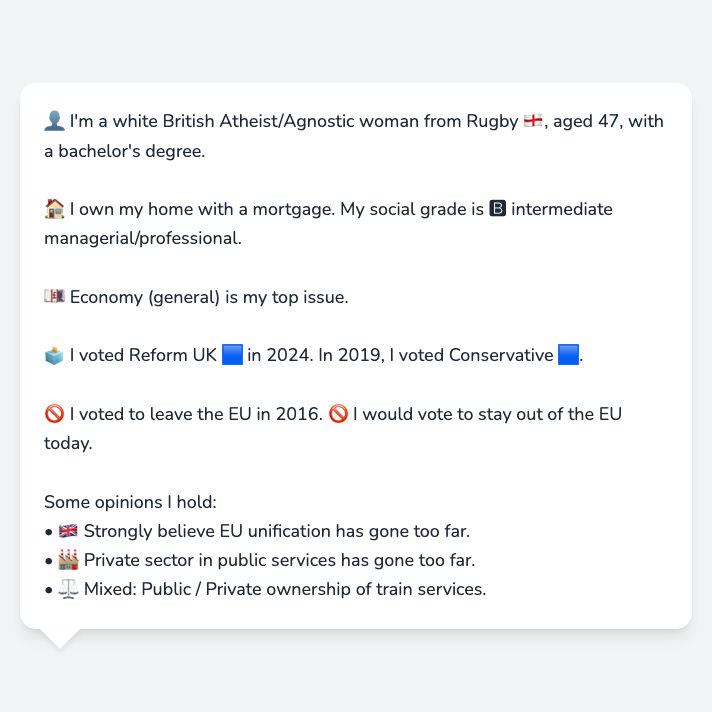 👤 I'm a white British Atheist/Agnostic woman from Rugby 🏴󠁧󠁢󠁥󠁮󠁧󠁿, aged 47, with
a bachelor's degree.
🏠 I own my home with a mortgage. My social grade is 🅱 intermediate
managerial/professional.
💷 Economy (general) is my top issue.
🗳️ I voted Reform UK 🟦 in 2024. In 2019, I voted Conservative 🟦.
🚫 I voted to leave the EU in 2016. 🚫 I would vote to stay out of the EU
today.
Some opinions I hold:
• 🇬🇧 Strongly believe EU unification has gone too far.
• 🏭 Private sector in public services has gone too far.
• ⚖️ Mixed: Public / Private ownership of train services.